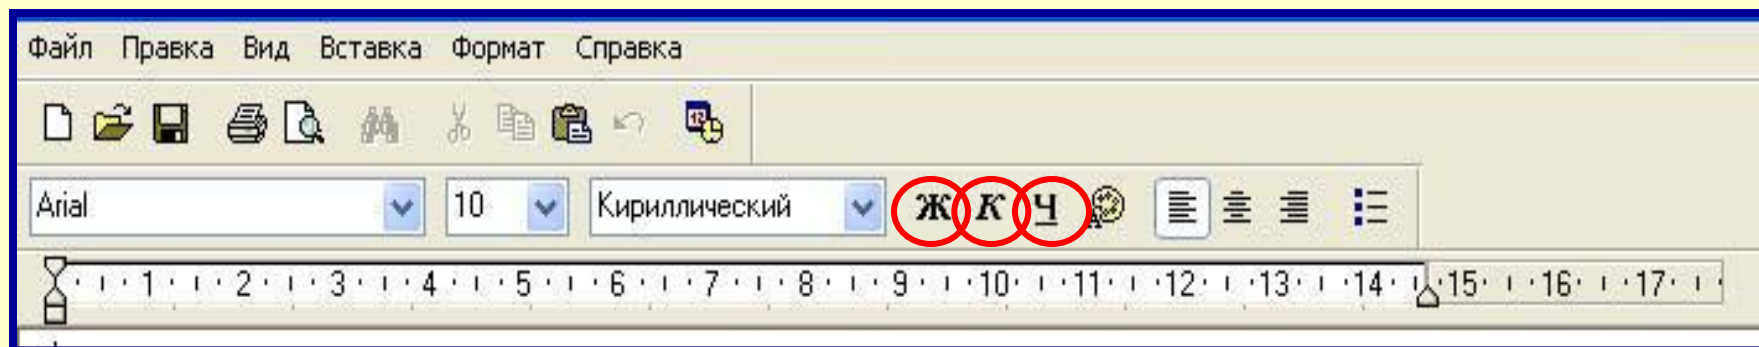 Файл Правка Вид Вставка Формат Справка
12
Arial 10 Кириллический Ж К Ч
1 2 3 4 5 6 7 8 9 10 11 12 13 14 15 16 17